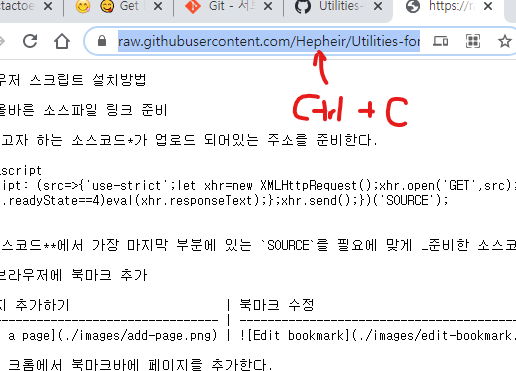 tactoe
Get
Git - 서
Utilities-
https://ra
raw.githubusercontent.com/Hepheir/Utilities-for
Ctrl + C
우저 스크립트 설치방법
올바른 소스파일 링크 준비
고자 하는 소스코드*가 업로드 되어있는 주소를 준비한다.
ascript
ript: (src=>{'use-strict';let xhr=new XMLHttpRequest();xhr.open('GET',src);
.readyState==4)eval(xhr.responseText);};xhr.send();})('SOURCE');
스코드**에서 가장 마지막 부분에 있는 `SOURCE`를 필요에 맞게 _준비한 소스코
브라우저에 북마크 추가
지 추가하기 | 북마크 수정
------------------------------ | ------------------------------
a page](./images/add-page.png) | ![Edit bookmark](./images/edit-bookmark.
크롬에서 북마크바에 페이지를 추가한다.